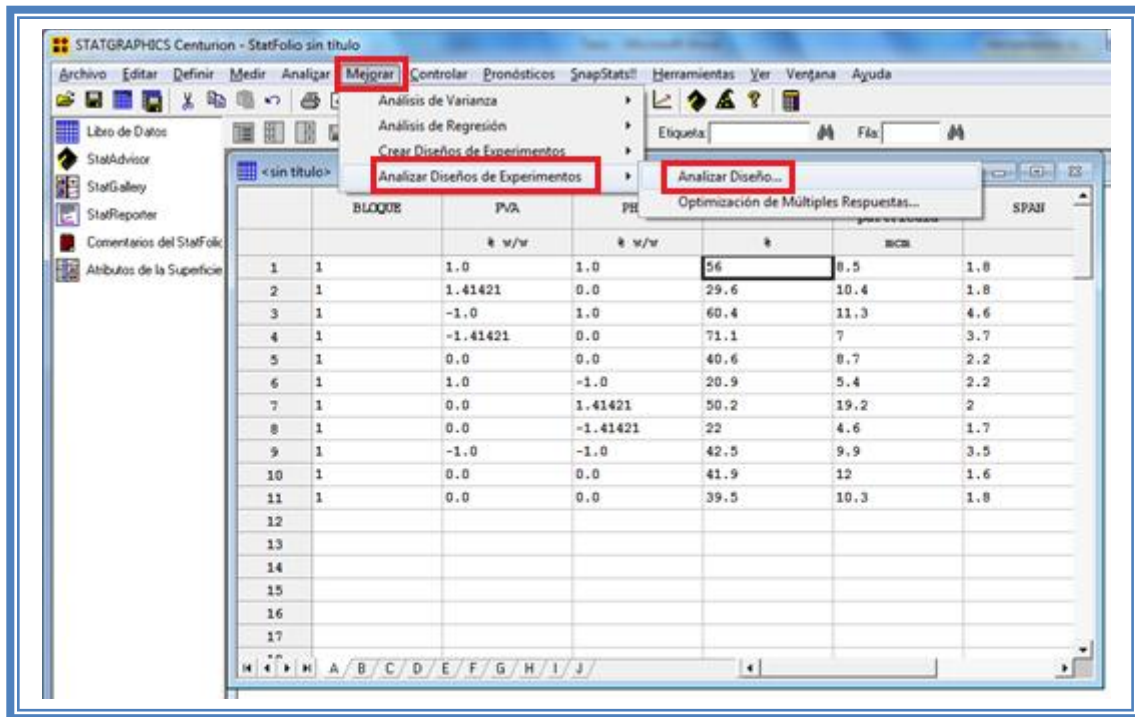 STATGRAPHICS Centurion - StatFolio sin título
Archivo Editar Definir Medir Analizar Mejorar Controlar Pronósticos SnapStats!! Herramientas Ver Ventana Ayuda
Análisis de Varianza
Análisis de Regresión
Crear Diseños de Experimentos
Analizar Diseños de Experimentos
Analizar Diseño...
Optimización de Múltiples Respuestas...
Etiqueta: Fila:
Libro de Datos
StatAdvisor
StatGallery
StatReporter
Comentarios del StatFolio
Atributos de la Superficie
<sin título>
BLOQUE PVA PH SPAN
% w/w % w/w % mcm
1 1 1.0 1.0 56 8.5 1.8
2 1 1.41421 0.0 29.6 10.4 1.8
3 1 -1.0 1.0 60.4 11.3 4.6
4 1 -1.41421 0.0 71.1 7 3.7
5 1 0.0 0.0 40.6 8.7 2.2
6 1 1.0 -1.0 20.9 5.4 2.2
7 1 0.0 1.41421 50.2 19.2 2
8 1 0.0 -1.41421 22 4.6 1.7
9 1 -1.0 -1.0 42.5 9.9 3.5
10 1 0.0 0.0 41.9 12 1.6
11 1 0.0 0.0 39.5 10.3 1.8
12
13
14
15
16
17
A B C D E F G H I J